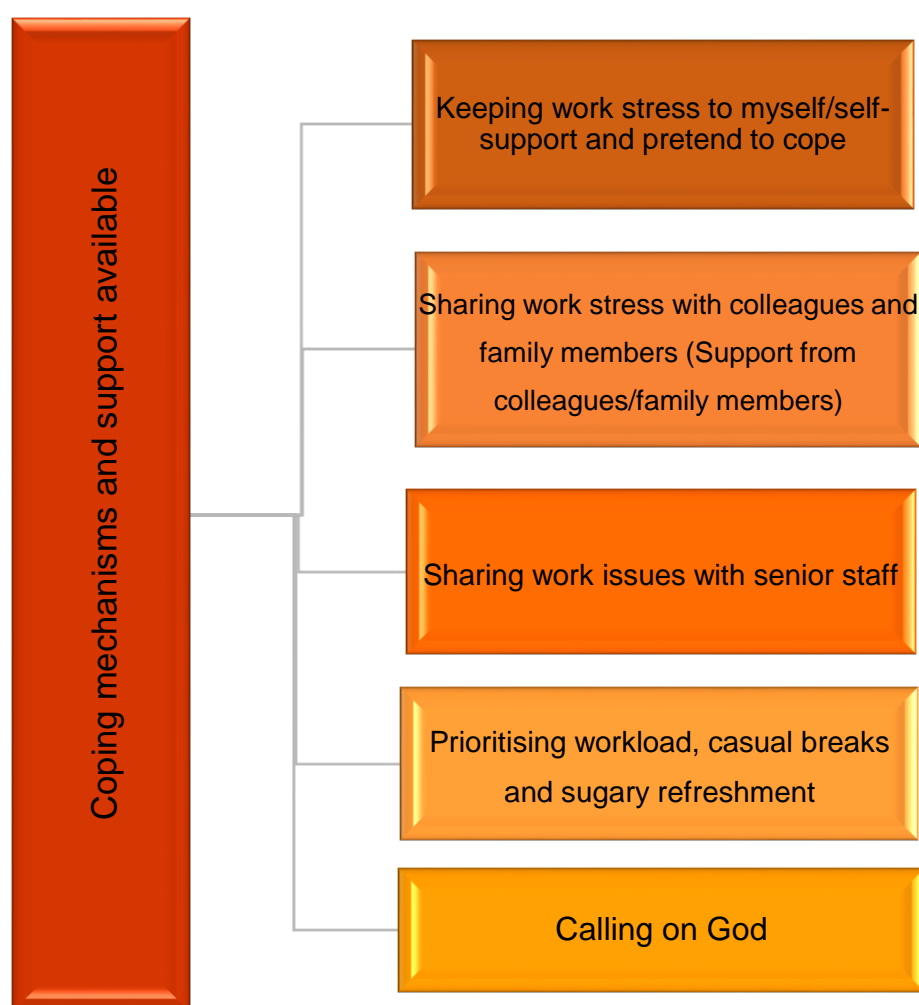 Coping mechanisms and support available
Keeping work stress to myself/self-
support and pretend to cope
Sharing work stress with colleagues and
family members (Support from
colleagues/family members)
Sharing work issues with senior staff
Prioritising workload, casual breaks
and sugary refreshment
Calling on God